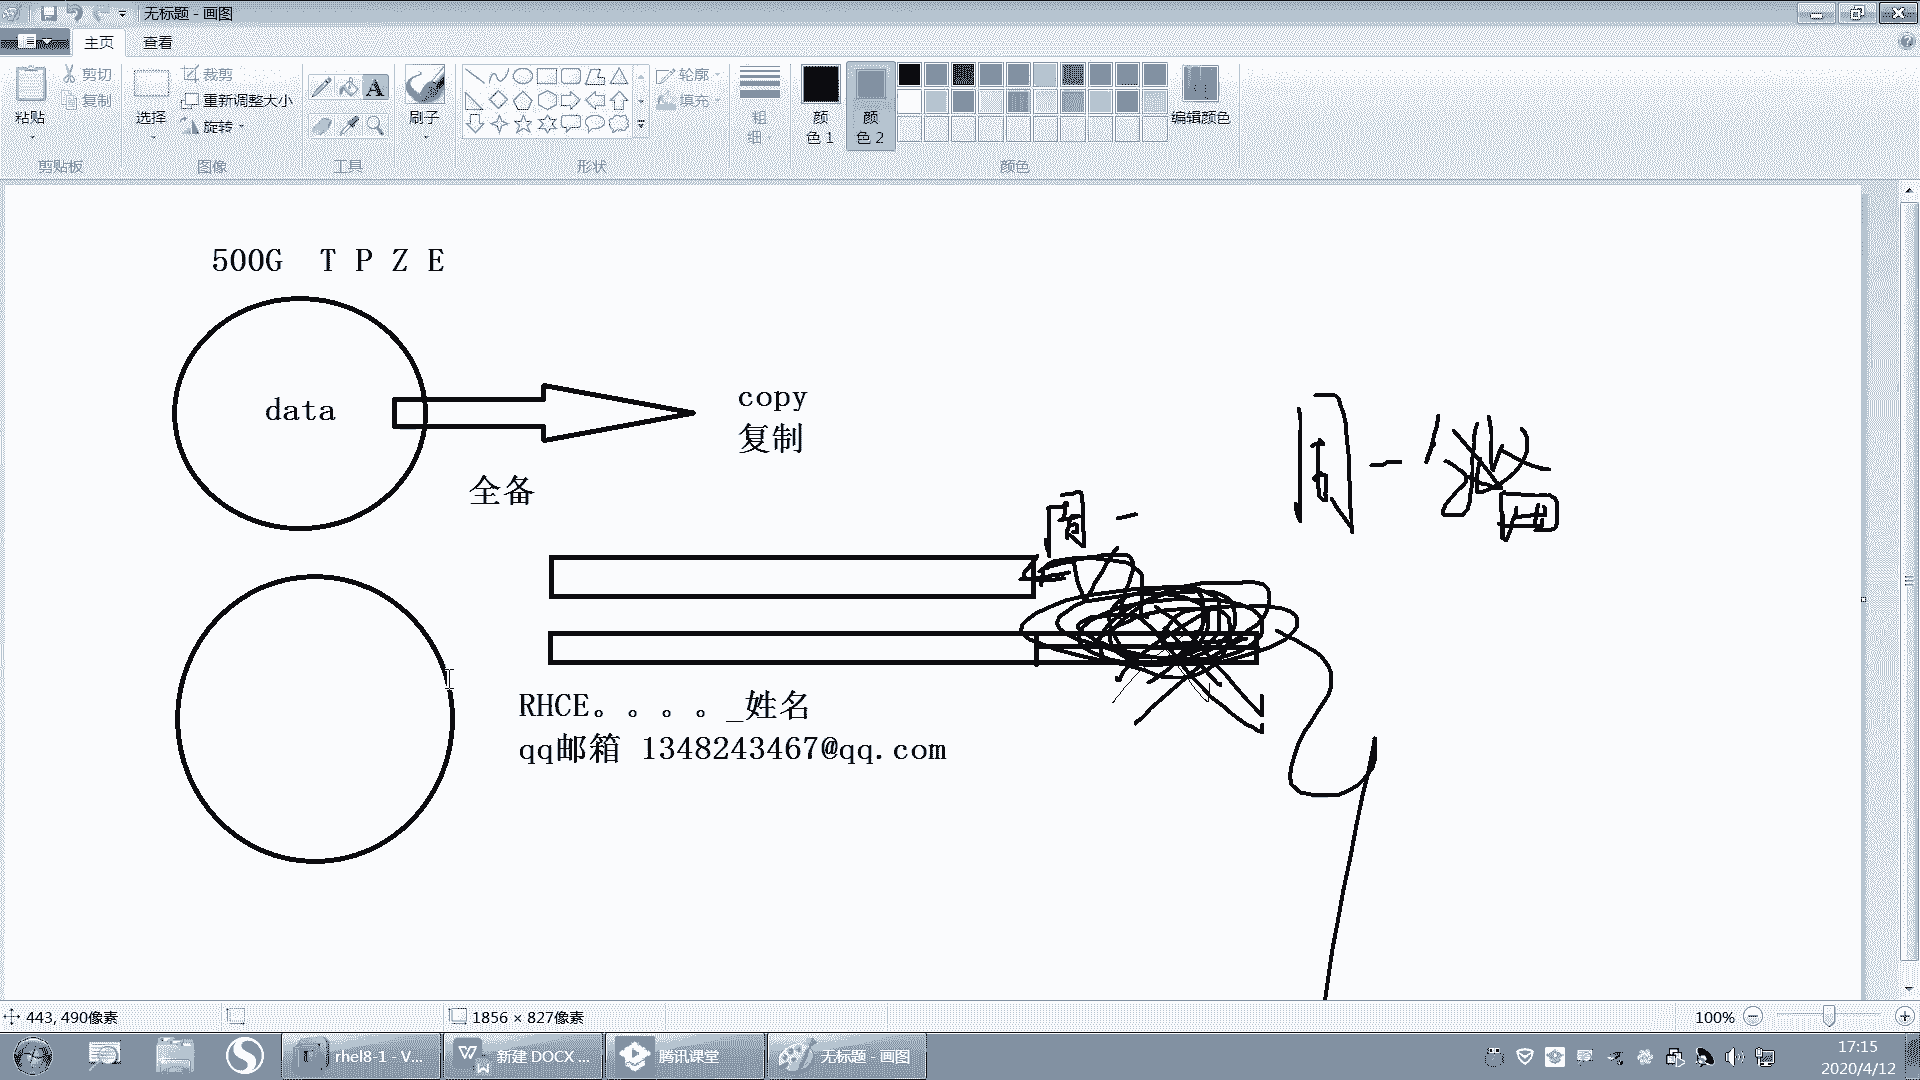 无标题 - 画图
主页 查看
粘贴 剪切 复制 剪贴板
选择 裁剪 重新调整大小 旋转 图像
A 工具
刷子
轮廓 填充 形状
粗细
颜色 1 颜色 2 编辑颜色 颜色
500G T P Z E
data
copy
复制
全备
周一
周一
RHCE。。。。_姓名
qq邮箱 1348243467@qq.com
443, 490像素 1856 × 827像素 100%
rhel8-1 - V... 新建 DOCX ... 腾讯课堂 无标题 - 画图 17:15
2020/4/12